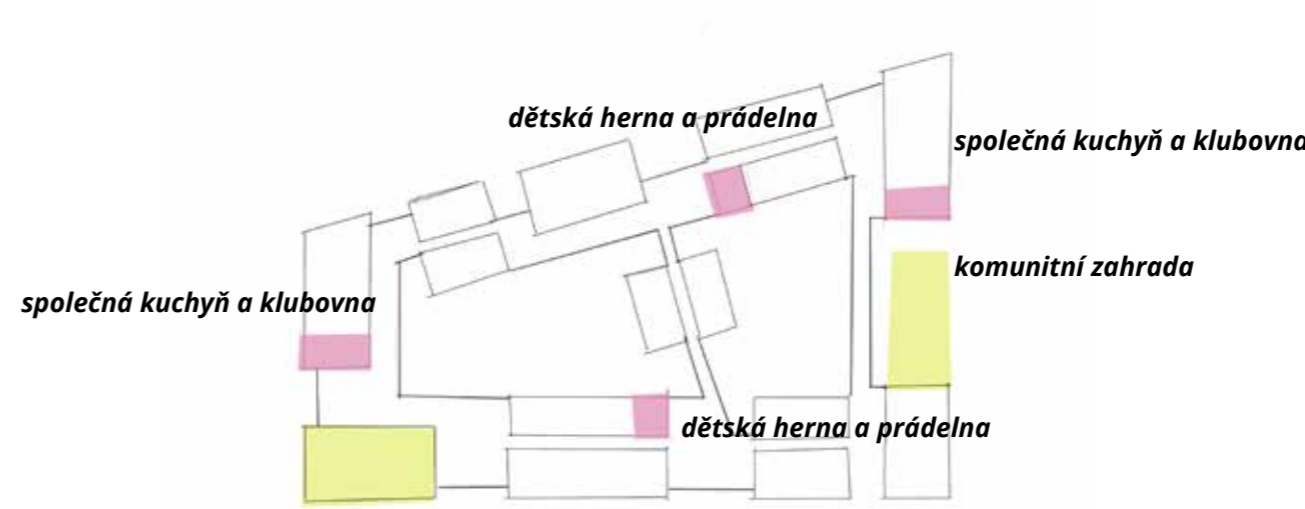 dětská herna a prádelna
společná kuchyň a klubovna
komunitní zahrada
společná kuchyň a klubovna
dětská herna a prádelna